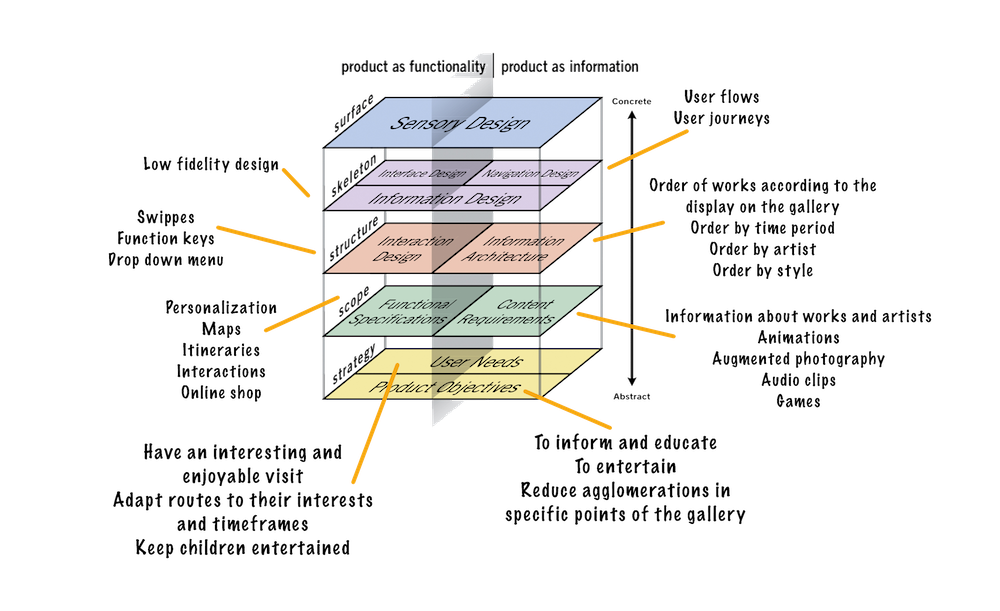 product as functionality
product as information
surface
Sensory Design
Concrete
User flows
User journeys
Low fidelity design
skeleton
Interface Design
Navigation Design
Information Design
Order of works according to the
display on the gallery
Order by time period
Order by artist
Order by style
Swippes
Function keys
Drop down menu
structure
Interaction
Design
Information
Architecture
Personalization
Maps
Itineraries
Interactions
Online shop
scope
Functional
Specifications
Content
Requirements
Information about works and artists
Animations
Augmented photography
Audio clips
Games
strategy
User Needs
Product Objectives
Abstract
Have an interesting and
enjoyable visit
Adapt routes to their interests
and timeframes
Keep children entertained
To inform and educate
To entertain
Reduce agglomerations in
specific points of the gallery